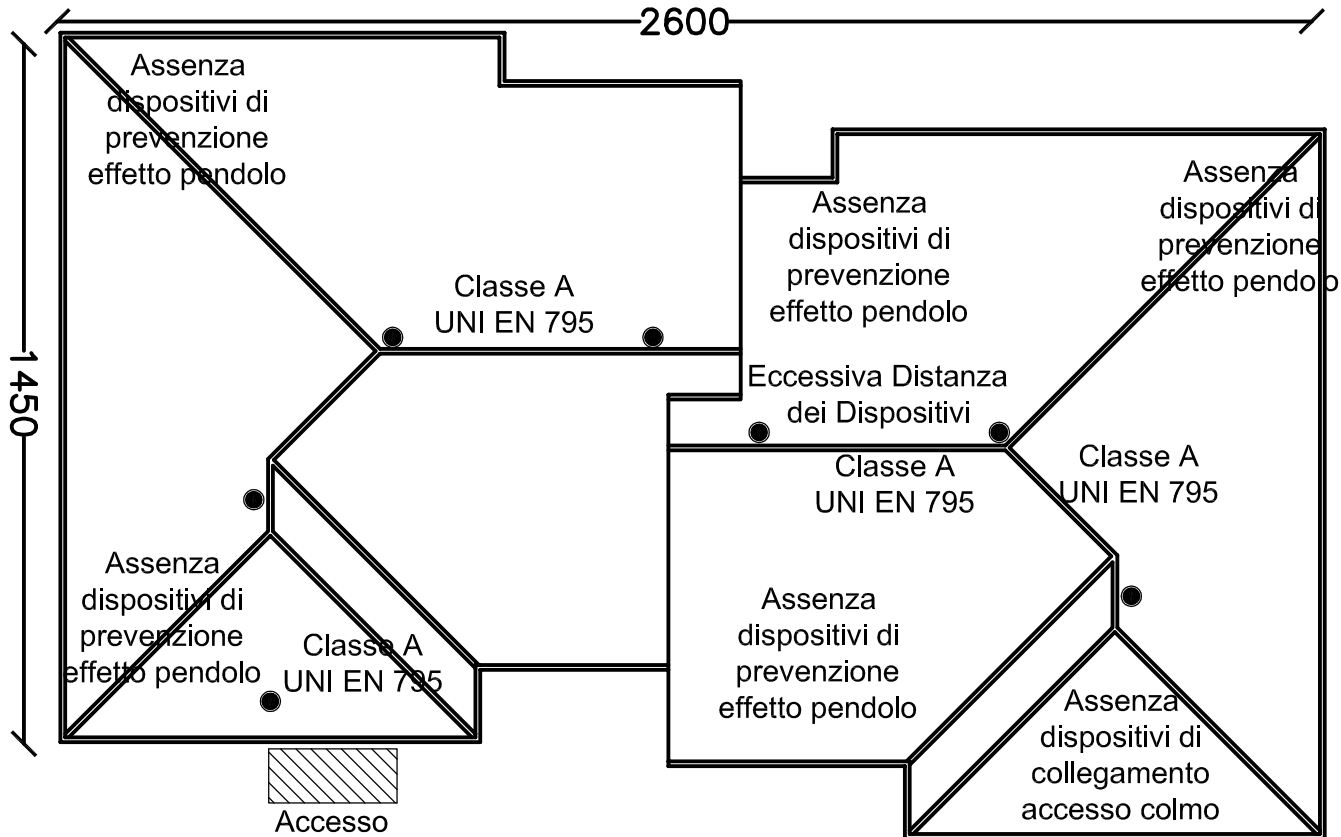 2600
Assenza
dispositivi di
prevenzione
effetto pendolo
Assenza
dispositivi di
prevenzione
effetto pendolo
Assenza
dispositivi di
prevenzione
effetto pendolo
Classe A
UNI EN 795
1450
Eccessiva Distanza
dei Dispositivi
Classe A
UNI EN 795
Classe A
UNI EN 795
Assenza
dispositivi di
prevenzione
effetto pendolo
Classe A
UNI EN 795
Assenza
dispositivi di
prevenzione
effetto pendolo
Assenza
dispositivi di
collegamento
accesso colmo
Accesso